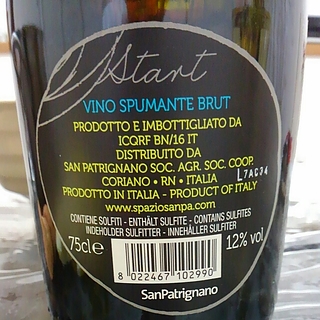 Start
VINO SPUMANTE BRUT
PRODOTTO E IMBOTTIGLIATO DA
ICQRF BN/16 IT
DISTRIBUITO DA
SAN PATRIGNANO SOC. AGR. SOC. COOP.
CORIANO • RN • ITALIA
L7AC34
PRODOTTO IN ITALIA - PRODUCT OF ITALY
www.spaziosanpa.com
CONTIENE SOLFITI - ENTHÄLT SULFITE - CONTAINS SULFITES
INDEHOLDER SULFITTER - INNEHÅLLER SULFITER
75cl e
12% vol
8 022467 102990
SanPatrignano